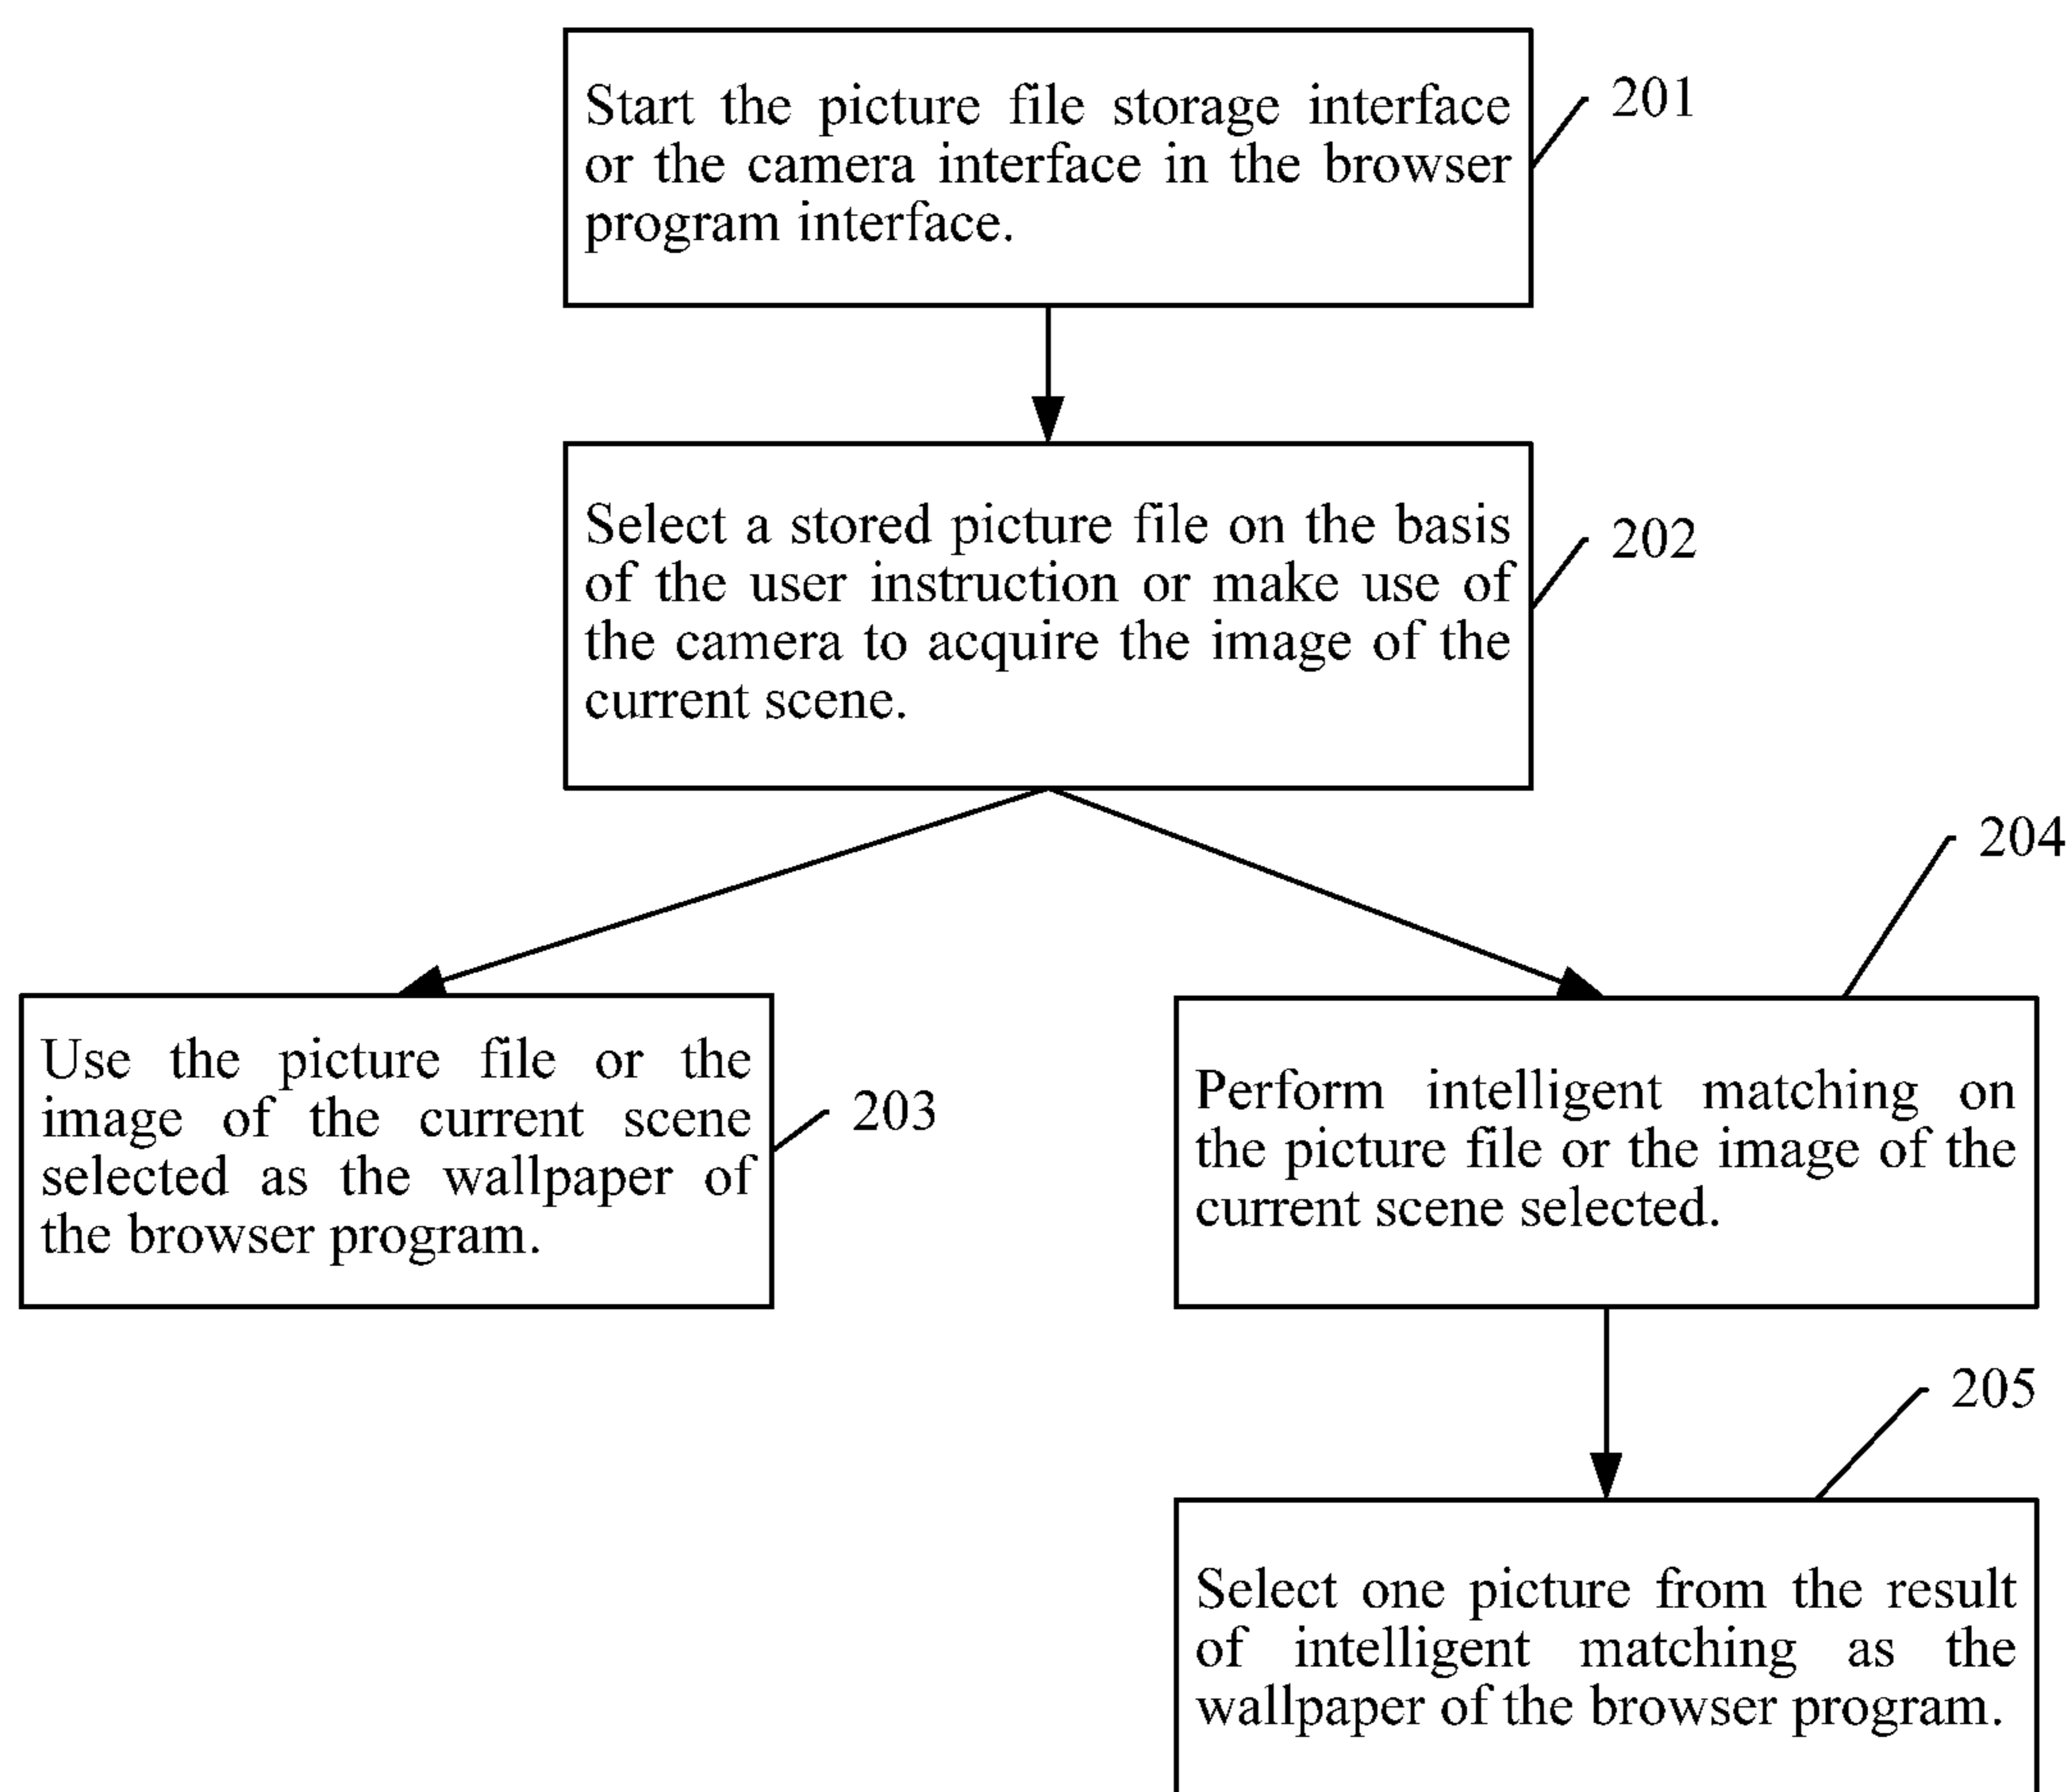 Start the picture file storage interface
or the camera interface in the browser
program interface.
201
Select a stored picture file on the basis
of the user instruction or make use of
the camera to acquire the image of the
current scene.
202
204
Use the picture file or the
image of the current scene
selected as the wallpaper of
the browser program.
203
Perform intelligent matching on
the picture file or the image of the
current scene selected.
205
Select one picture from the result
of intelligent matching as the
wallpaper of the browser program.